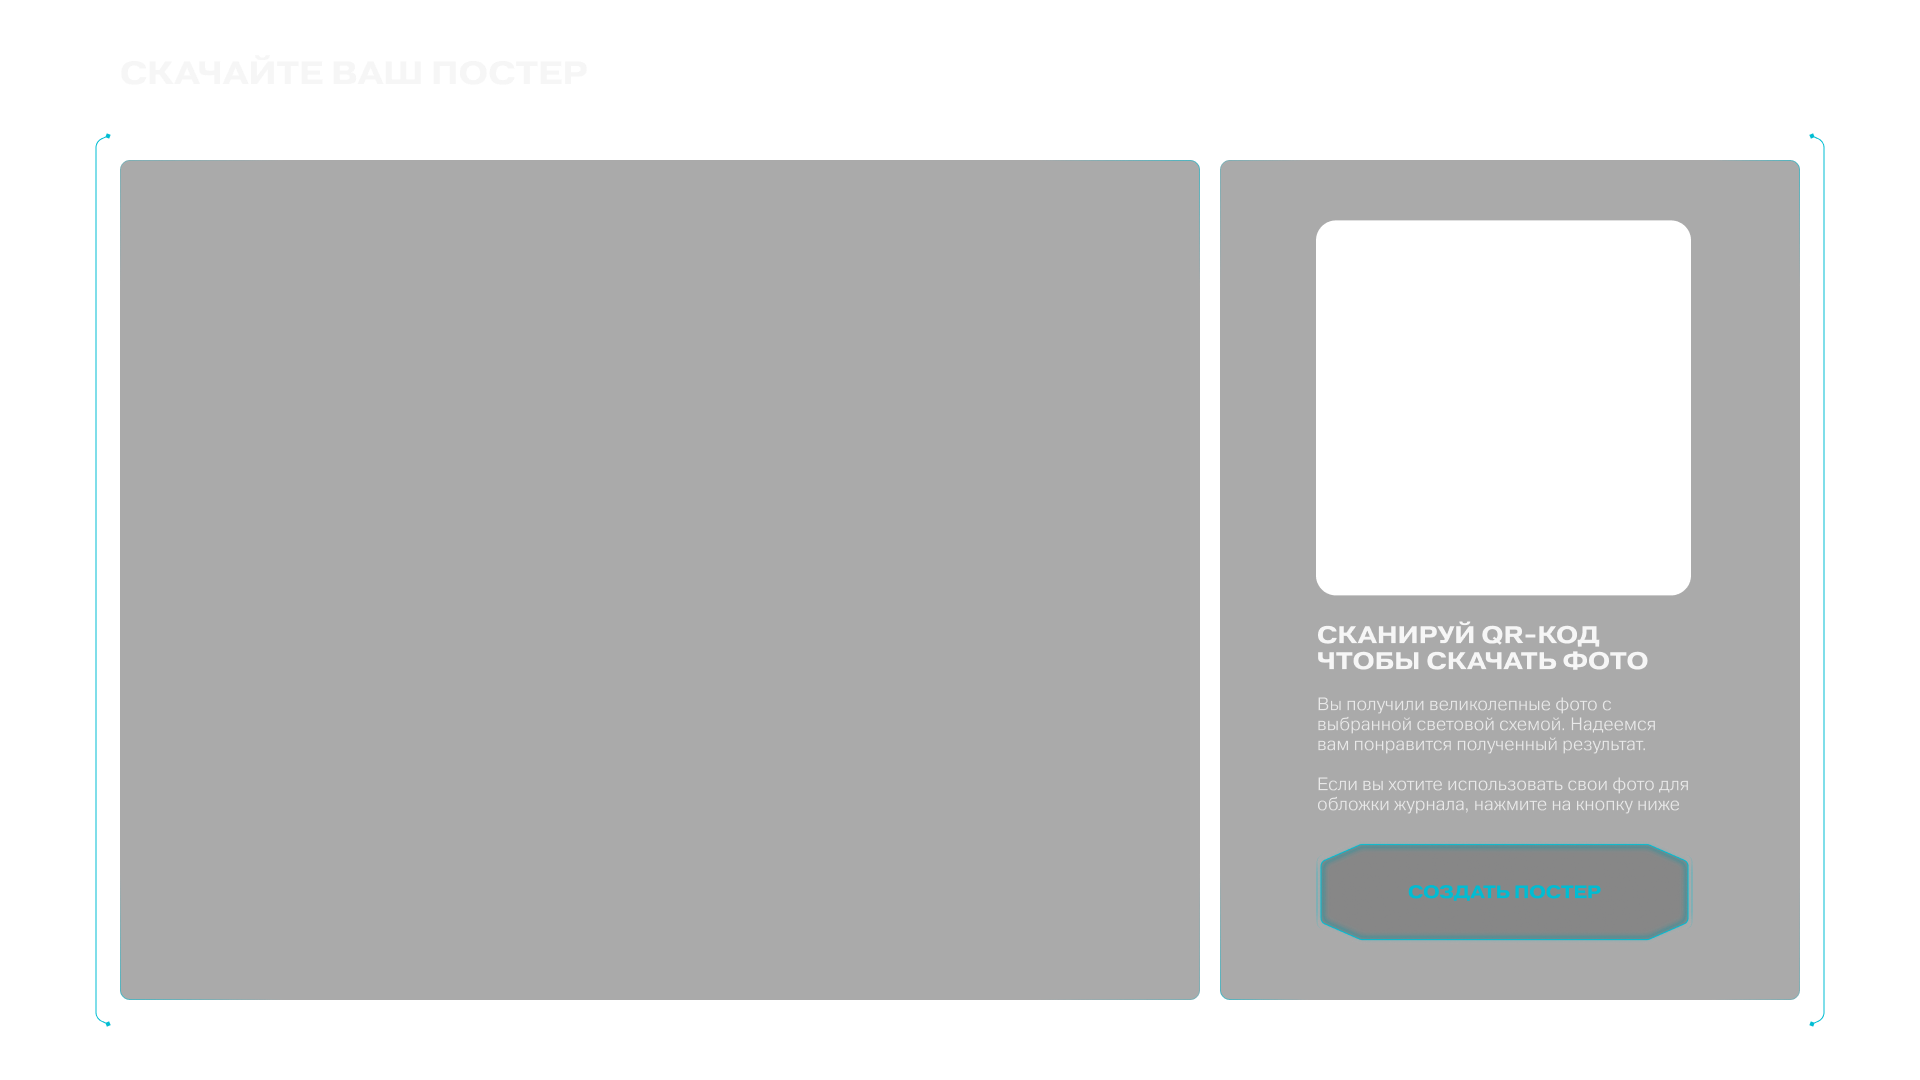 СКАЧАЙТЕ ВАШ ПОСТЕР
СКАНИРУЙ QR-КОД
ЧТОБЫ СКАЧАТЬ ФОТО
Вы получили великолепные фото с
выбранной световой схемой. Надеемся
вам понравится полученный результат.
Если вы хотите использовать свои фото для
обложки журнала, нажмите на кнопку ниже
СОЗДАТЬ ПОСТЕР